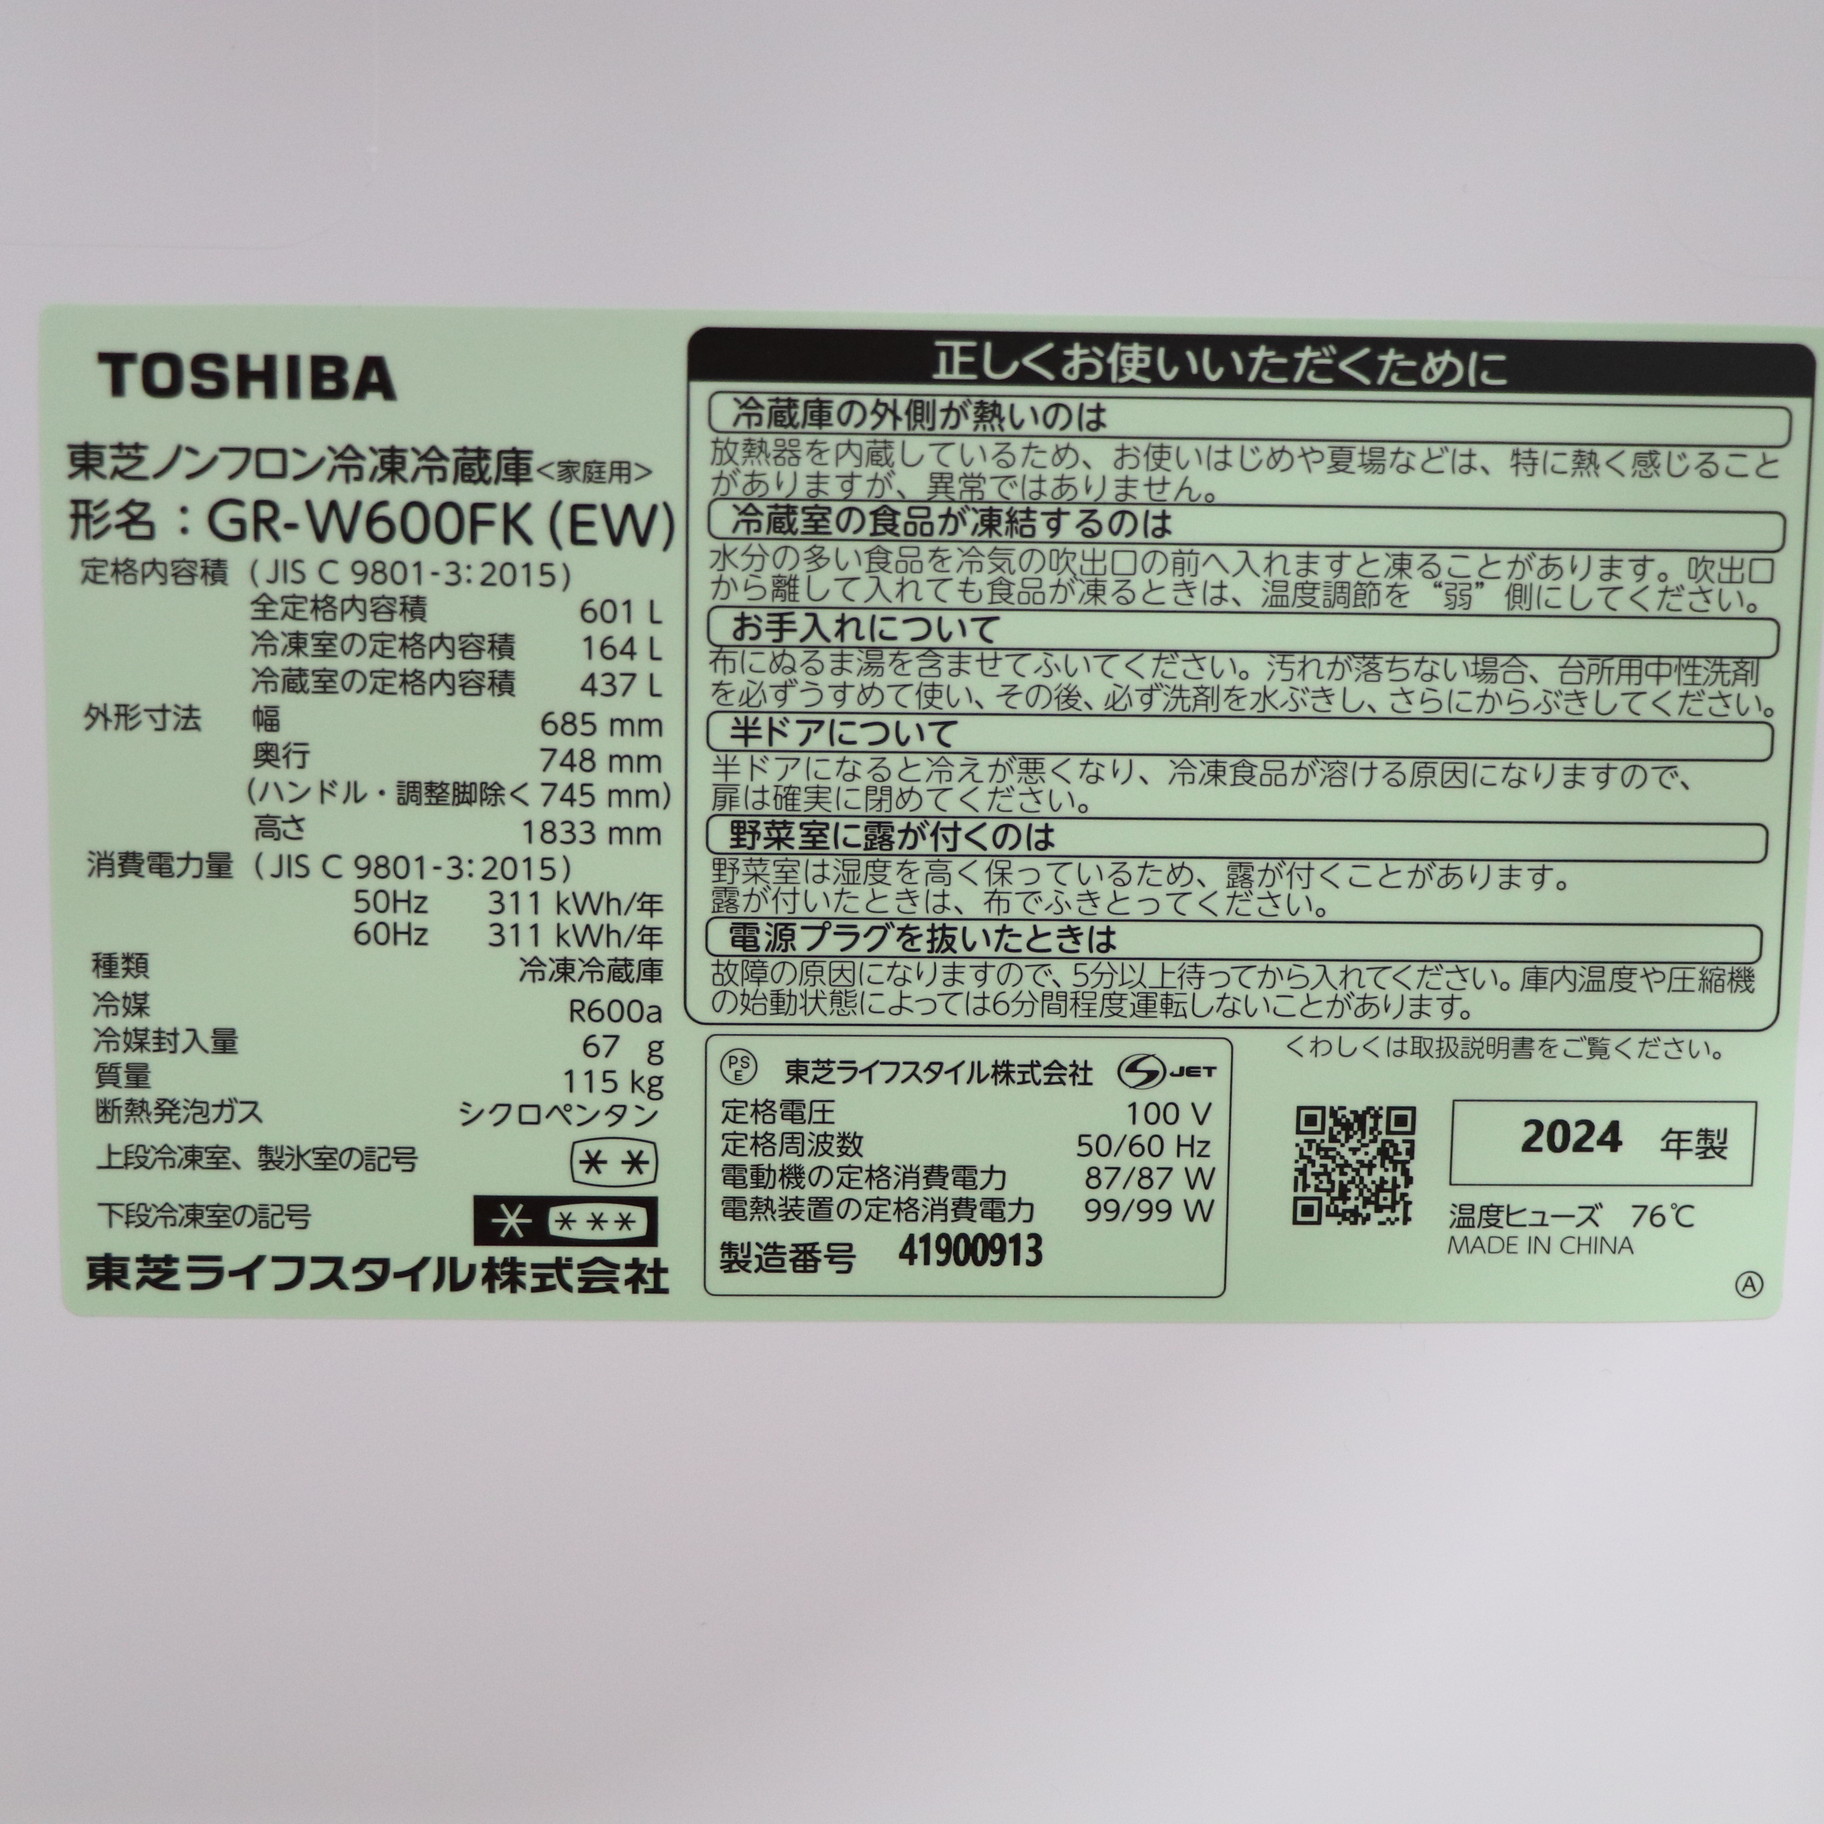 TOSHIBA
東芝ノンフロン冷凍冷蔵庫<家庭用>
形名：GR-W600FK(EW)
定格内容積 (JIS C 9801-3:2015)
全定格内容積 601 L
冷凍室の定格内容積 164 L
冷蔵室の定格内容積 437 L
外形寸法 幅 685 mm
奥行 748 mm
(ハンドル・調整脚除く745 mm)
高さ 1833 mm
消費電力量 (JIS C 9801-3:2015)
50Hz 311 kWh/年
60Hz 311 kWh/年
種類 冷凍冷蔵庫
冷媒 R600a
冷媒封入量 67 g
質量 115 kg
断熱発泡ガス シクロペンタン
上段冷凍室、製氷室の記号 ＊＊
下段冷凍室の記号 ＊ ＊＊＊
東芝ライフスタイル株式会社
正しくお使いいただくために
冷蔵庫の外側が熱いのは
放熱器を内蔵しているため、お使いはじめや夏場などは、特に熱く感じること
がありますが、異常ではありません。
冷蔵室の食品が凍結するのは
水分の多い食品を冷気の吹出口の前へ入れますと凍ることがあります。吹出口
から離して入れても食品が凍るときは、温度調節を“弱”側にしてください。
お手入れについて
布にぬるま湯を含ませてふいてください。汚れが落ちない場合、台所用中性洗剤
を必ずうすめて使い、その後、必ず洗剤を水ぶきし、さらにからぶきしてください。
半ドアについて
半ドアになると冷えが悪くなり、冷凍食品が溶ける原因になりますので、
扉は確実に閉めてください。
野菜室に露が付くのは
野菜室は湿度を高く保っているため、露が付くことがあります。
露が付いたときは、布でふきとってください。
電源プラグを抜いたときは
故障の原因になりますので、5分以上待ってから入れてください。庫内温度や圧縮機
の始動状態によっては6分間程度運転しないことがあります。
くわしくは取扱説明書をご覧ください。
PSE 東芝ライフスタイル株式会社 S JET
定格電圧 100 V
定格周波数 50/60 Hz
電動機の定格消費電力 87/87 W
電熱装置の定格消費電力 99/99 W
製造番号 41900913
2024 年製
温度ヒューズ 76℃
MADE IN CHINA
Ⓐ